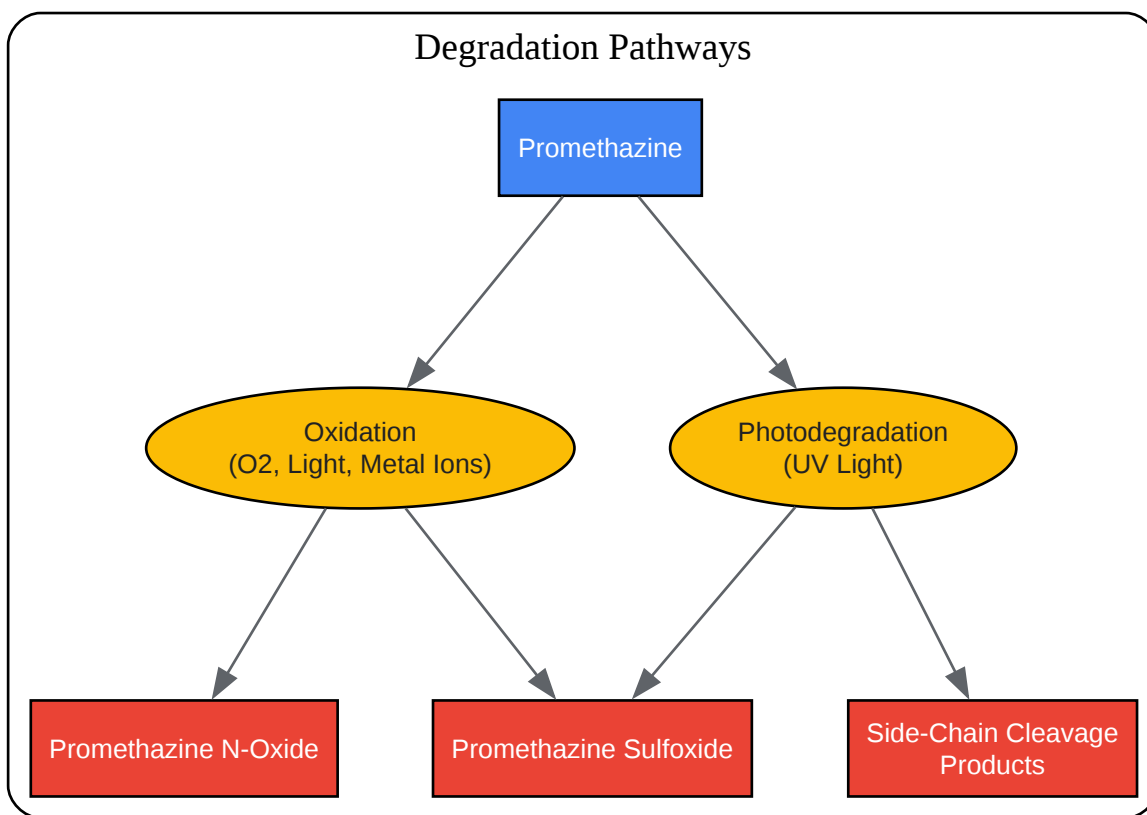 Degradation Pathways
Promethazine
Oxidation
(O2, Light, Metal Ions)
Photodegradation
(UV Light)
Promethazine N-Oxide
Promethazine Sulfoxide
Side-Chain Cleavage
Products